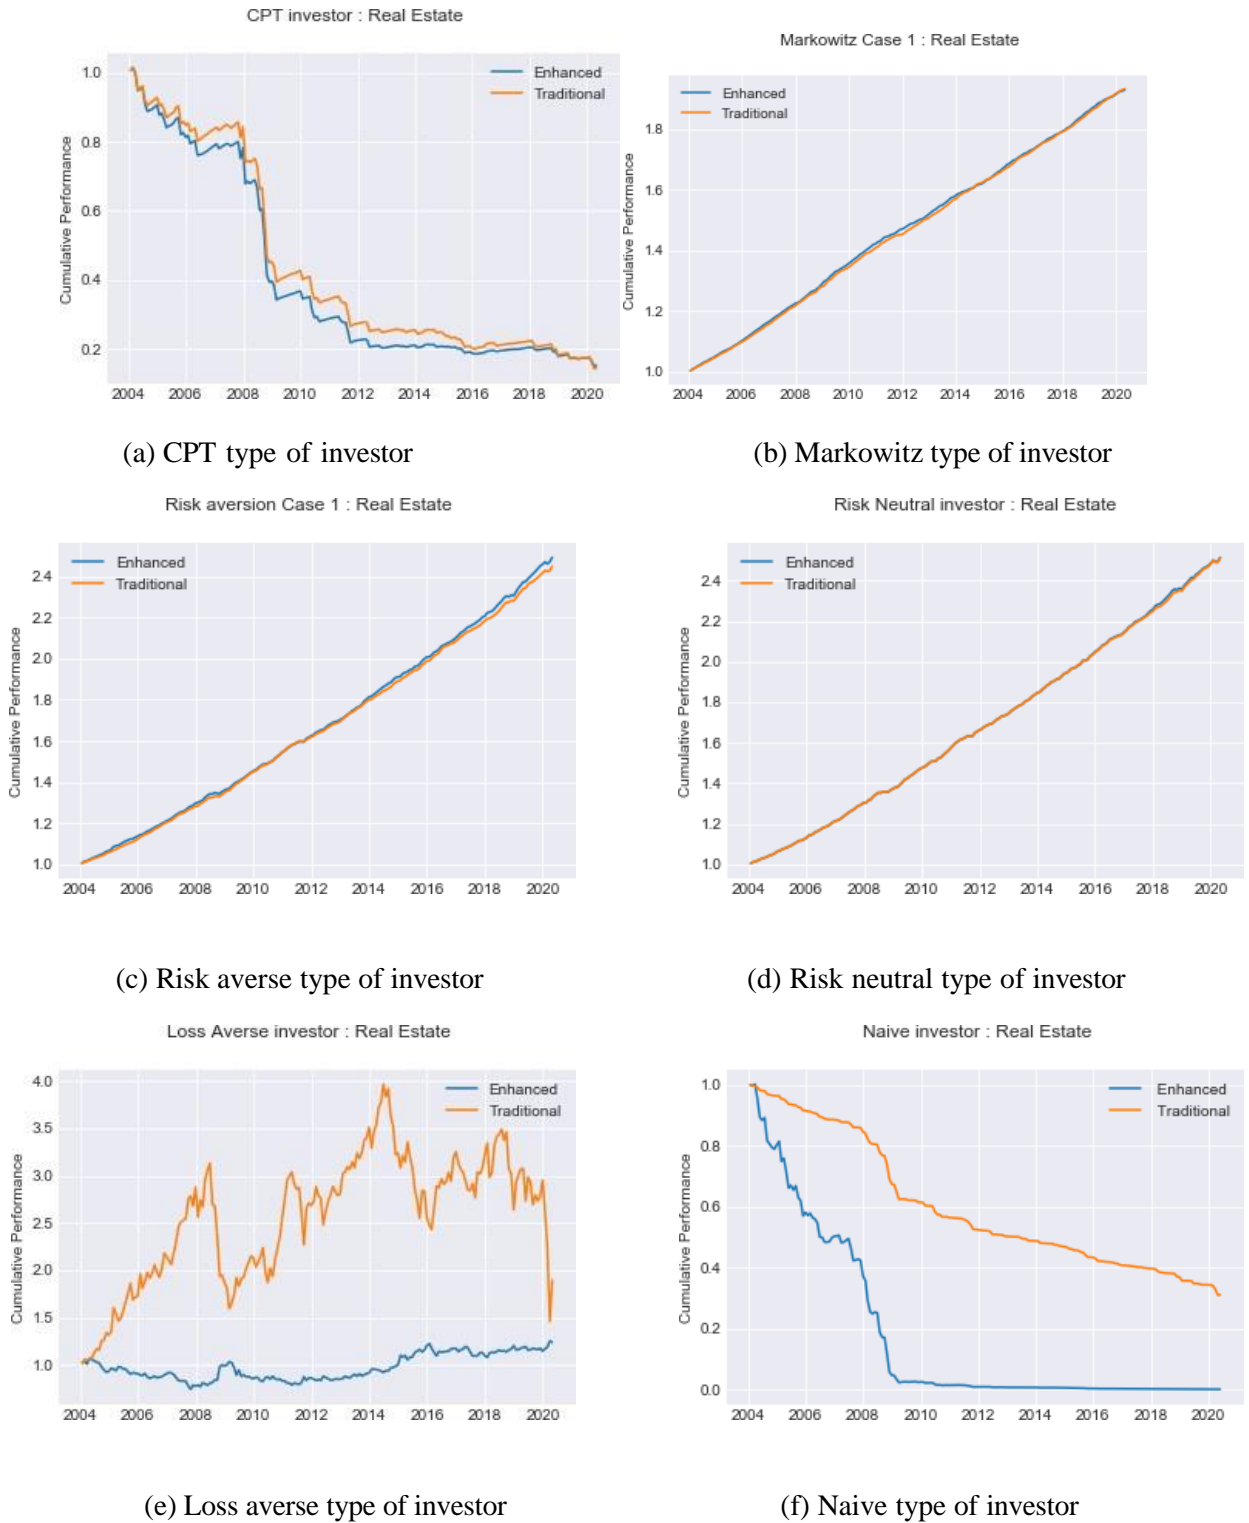 CPT investor : Real Estate
Cumulative Performance
1.0
0.8
0.6
0.4
0.2
Enhanced
Traditional
2004 2006 2008 2010 2012 2014 2016 2018 2020
(a) CPT type of investor
Markowitz Case 1 : Real Estate
Cumulative Performance
1.8
1.6
1.4
1.2
1.0
Enhanced
Traditional
2004 2006 2008 2010 2012 2014 2016 2018 2020
(b) Markowitz type of investor
Risk aversion Case 1 : Real Estate
Cumulative Performance
2.4
2.2
2.0
1.8
1.6
1.4
1.2
1.0
Enhanced
Traditional
2004 2006 2008 2010 2012 2014 2016 2018 2020
(c) Risk averse type of investor
Risk Neutral investor : Real Estate
Cumulative Performance
2.4
2.2
2.0
1.8
1.6
1.4
1.2
1.0
Enhanced
Traditional
2004 2006 2008 2010 2012 2014 2016 2018 2020
(d) Risk neutral type of investor
Loss Averse investor : Real Estate
Cumulative Performance
4.0
3.5
3.0
2.5
2.0
1.5
1.0
Enhanced
Traditional
2004 2006 2008 2010 2012 2014 2016 2018 2020
(e) Loss averse type of investor
Naive investor : Real Estate
Cumulative Performance
1.0
0.8
0.6
0.4
0.2
0.0
Enhanced
Traditional
2004 2006 2008 2010 2012 2014 2016 2018 2020
(f) Naive type of investor